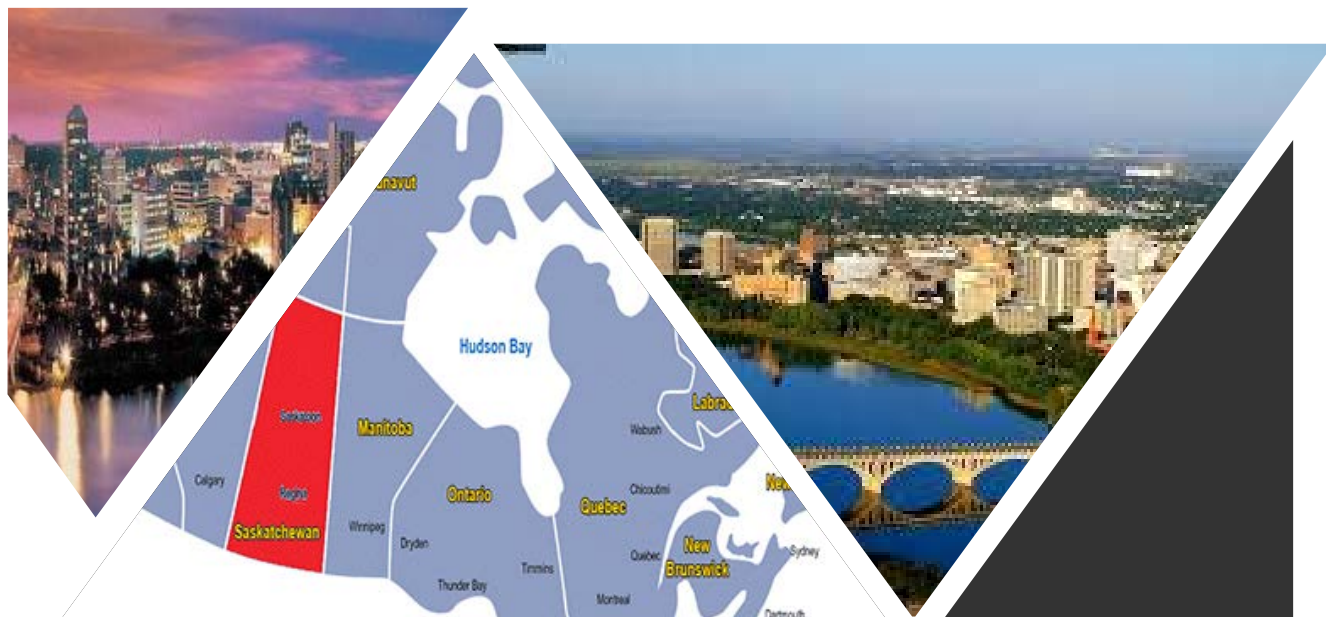 unavut
Hudson Bay
Saskatoon
Labrad
Manitoba
Wabush
Calgary
New
Regina
Ontario
Chicoutimi
Quebec
Saskatchewan
Winnipeg
Dryden
New
Brunswick
Quebec
Sydney
Timmins
Thunder Bay
Montreal
Dartmouth